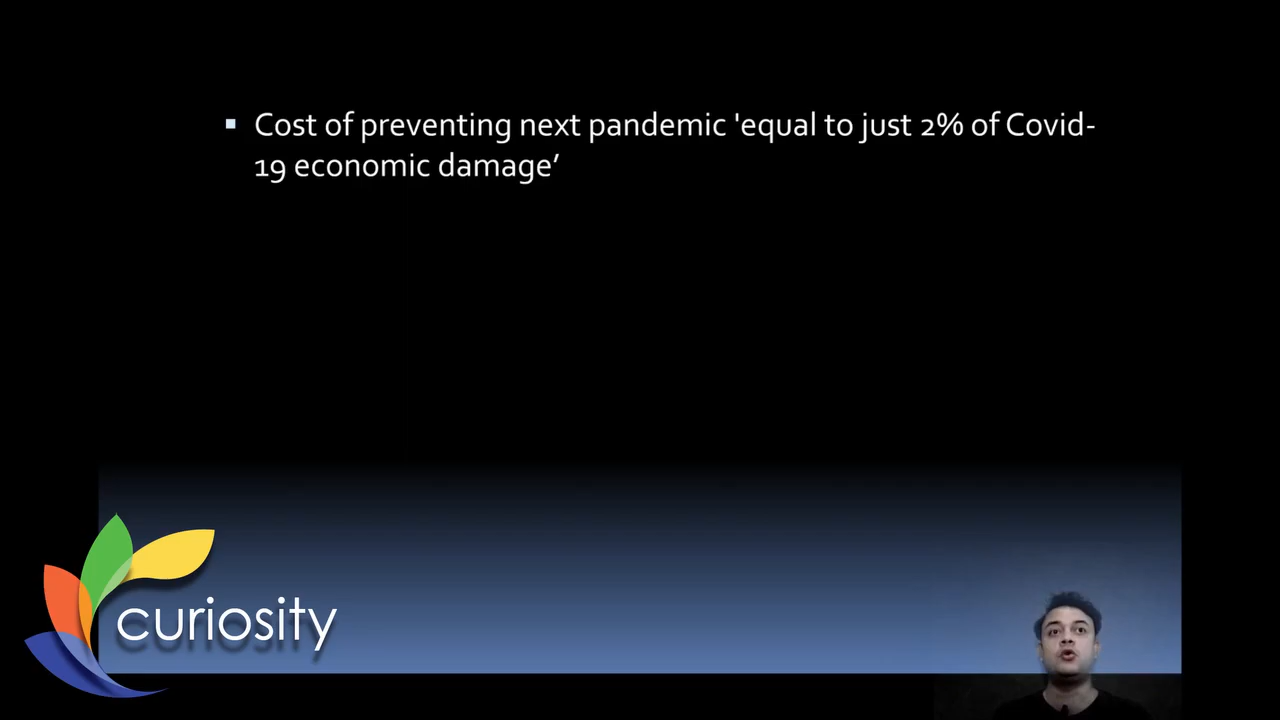 Cost of preventing next pandemic 'equal to just 2% of Covid-
19 economic damage’
curiosity